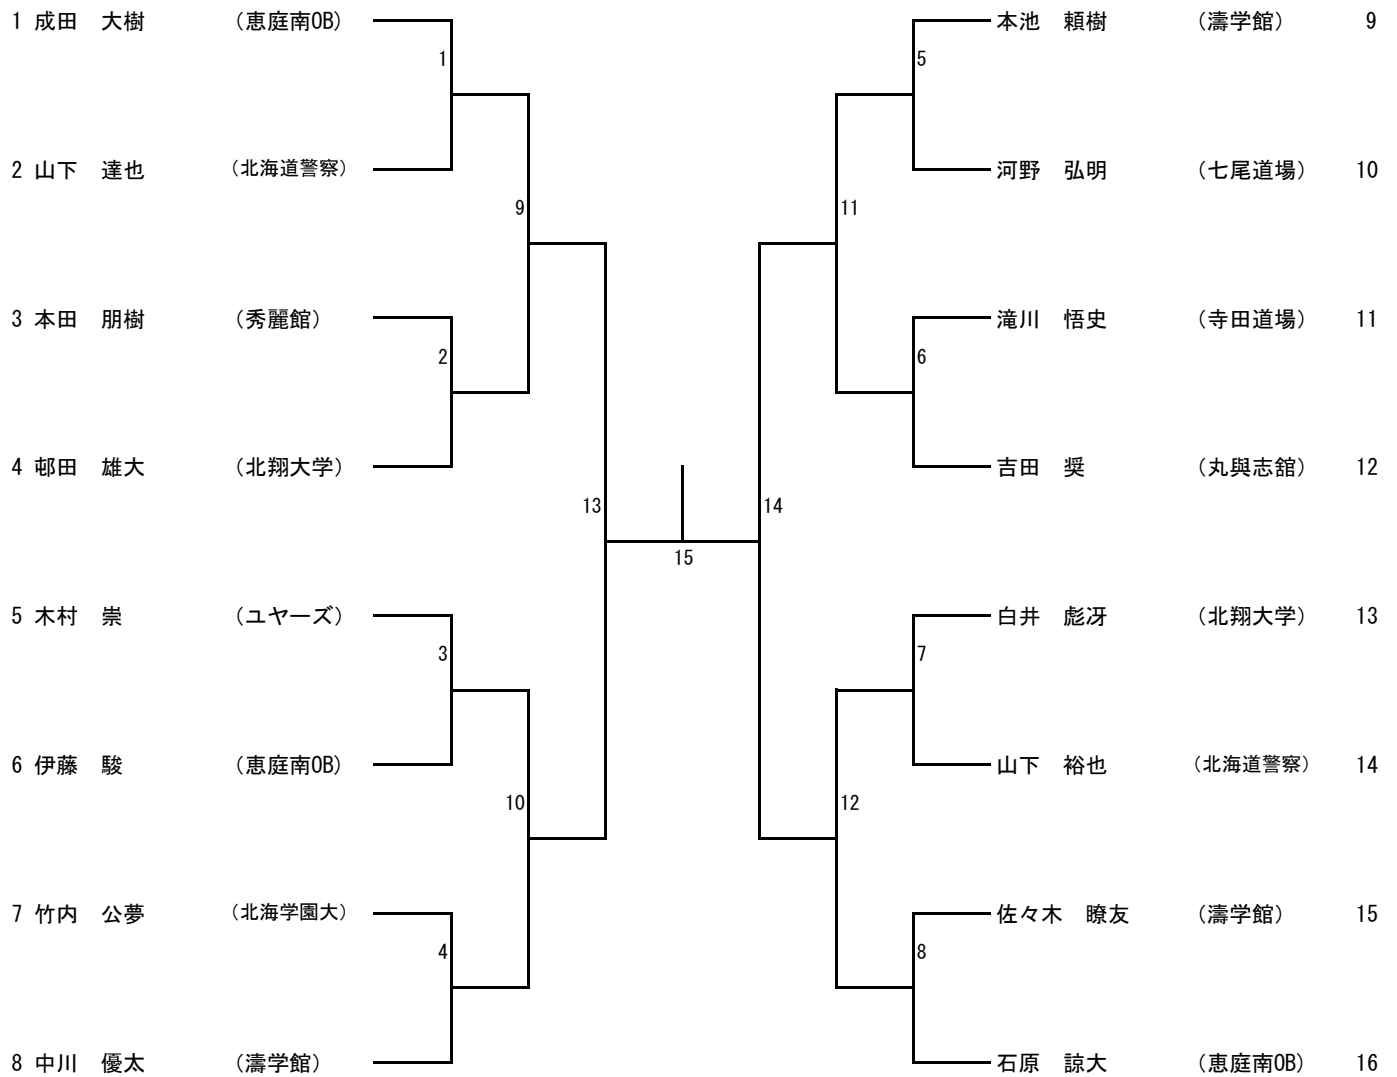 1 成田　大樹 （恵庭南OB） 本池　頼樹 （濤学館） 9
1 5
2 山下　達也 （北海道警察） 河野　弘明 （七尾道場） 10
9 11
3 本田　朋樹 （秀麗館） 滝川　悟史 （寺田道場） 11
2 6
4 邨田　雄大 （北翔大学） 吉田　奨 （丸與志舘） 12
13 14
15
5 木村　崇 （ユヤーズ） 白井　彪冴 （北翔大学） 13
3 7
6 伊藤　駿 （恵庭南OB） 山下　裕也 （北海道警察） 14
10 12
7 竹内　公夢 （北海学園大） 佐々木　瞭友 （濤学館） 15
4 8
8 中川　優太 （濤学館） 石原　諒大 （恵庭南OB） 16